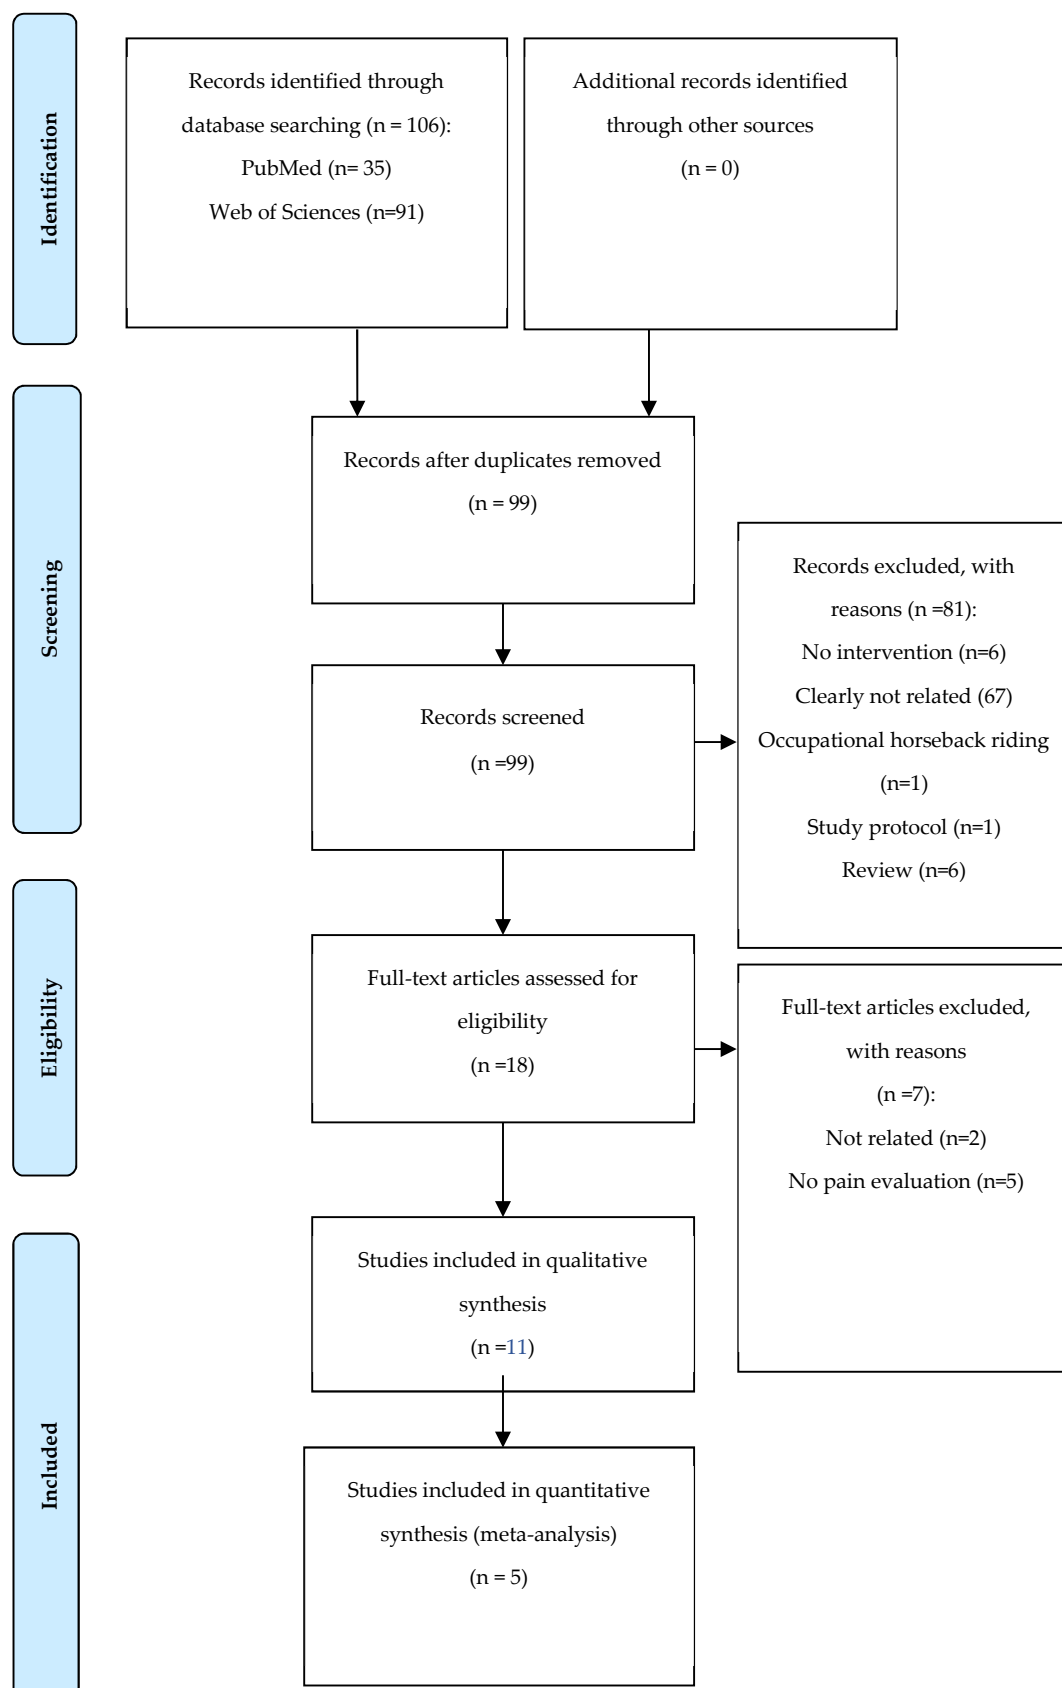 Identification
Records identified through
database searching (n = 106):
PubMed (n= 35)
Web of Sciences (n=91)
Additional records identified
through other sources
(n = 0)
Screening
Records after duplicates removed
(n = 99)
Records screened
(n =99)
Records excluded, with
reasons (n =81):
No intervention (n=6)
Clearly not related (67)
Occupational horseback riding
(n=1)
Study protocol (n=1)
Review (n=6)
Eligibility
Full-text articles assessed for
eligibility
(n =18)
Full-text articles excluded,
with reasons
(n =7):
Not related (n=2)
No pain evaluation (n=5)
Included
Studies included in qualitative
synthesis
(n =11)
Studies included in quantitative
synthesis (meta-analysis)
(n = 5)